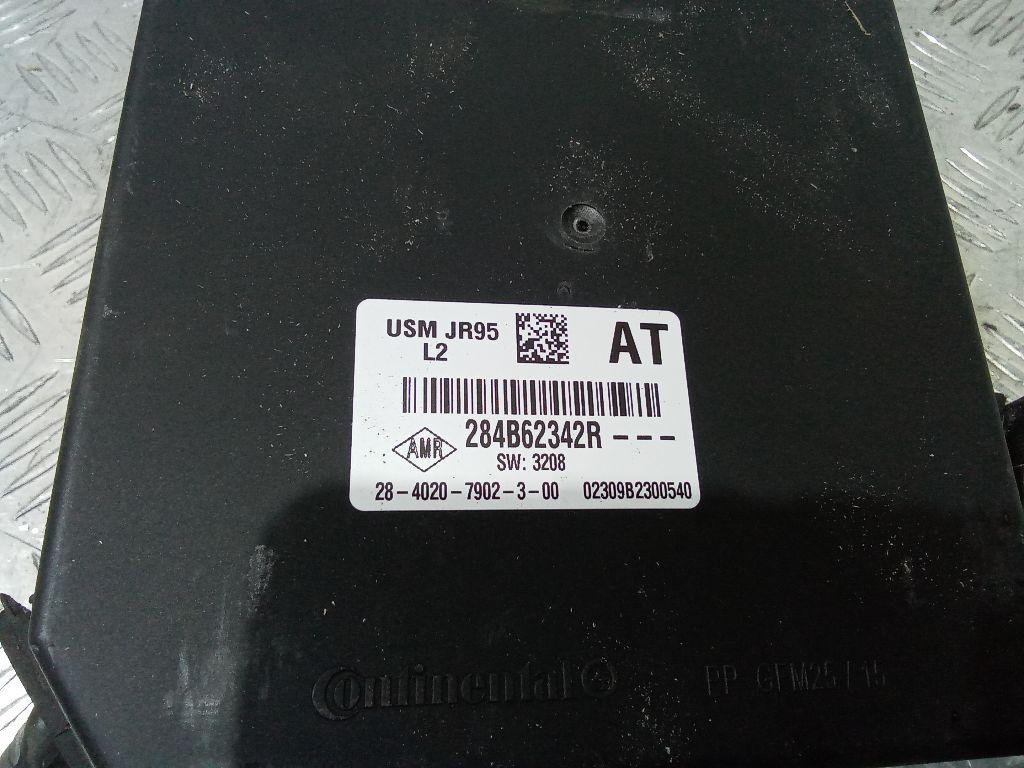 USM JR95
L2
AT
284B62342R---
AMR
SW: 3208
28-4020-7902-3-00 02309B2300540
Continental
PP GFM25/15